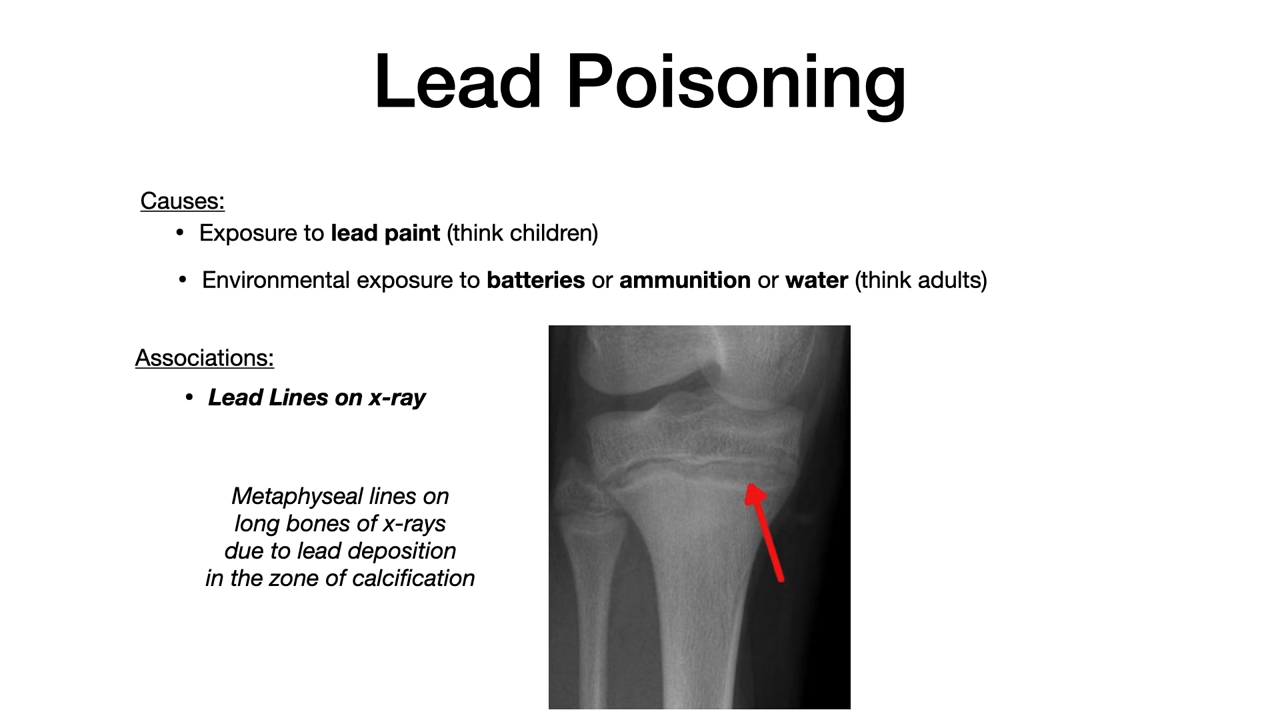 Lead Poisoning
Causes:
• Exposure to lead paint (think children)
• Environmental exposure to batteries or ammunition or water (think adults)
Associations:
• Lead Lines on x-ray
Metaphyseal lines on
long bones of x-rays
due to lead deposition
in the zone of calcification